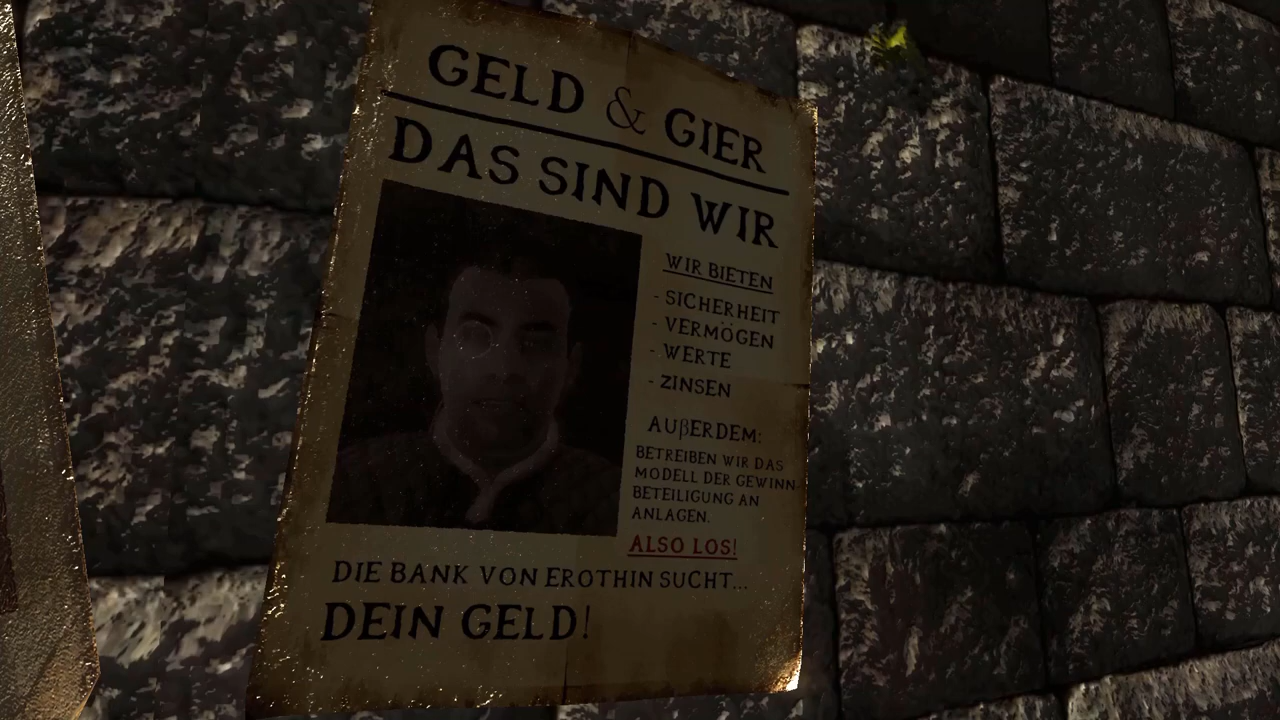 GELD & GIER
DAS SIND WIR
WIR BIETEN
- SICHERHEIT
- VERMÖGEN
- WERTE
- ZINSEN
AUßERDEM:
BETREIBEN WIR DAS
MODELL DER GEWINN-
BETEILIGUNG AN
ANLAGEN.
ALSO LOS!
DIE BANK VON EROTHIN SUCHT...
DEIN GELD!